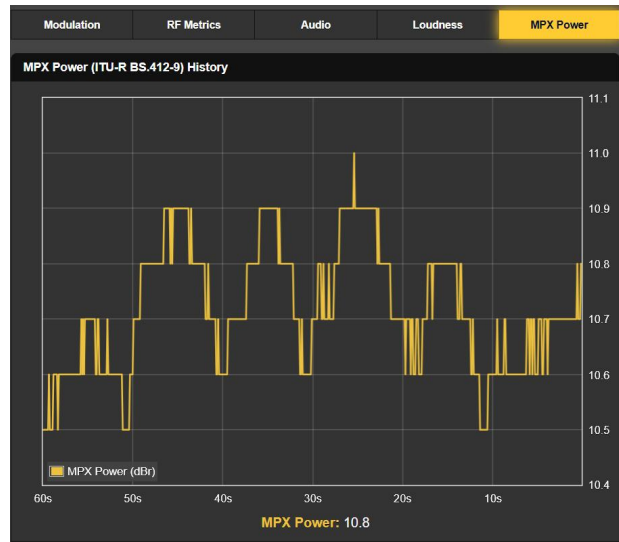 Modulation RF Metrics Audio Loudness MPX Power
MPX Power (ITU-R BS.412-9) History
11.1
11.0
10.9
10.8
10.7
10.6
10.5
10.4
MPX Power (dBr)
60s 50s 40s 30s 20s 10s
MPX Power: 10.8